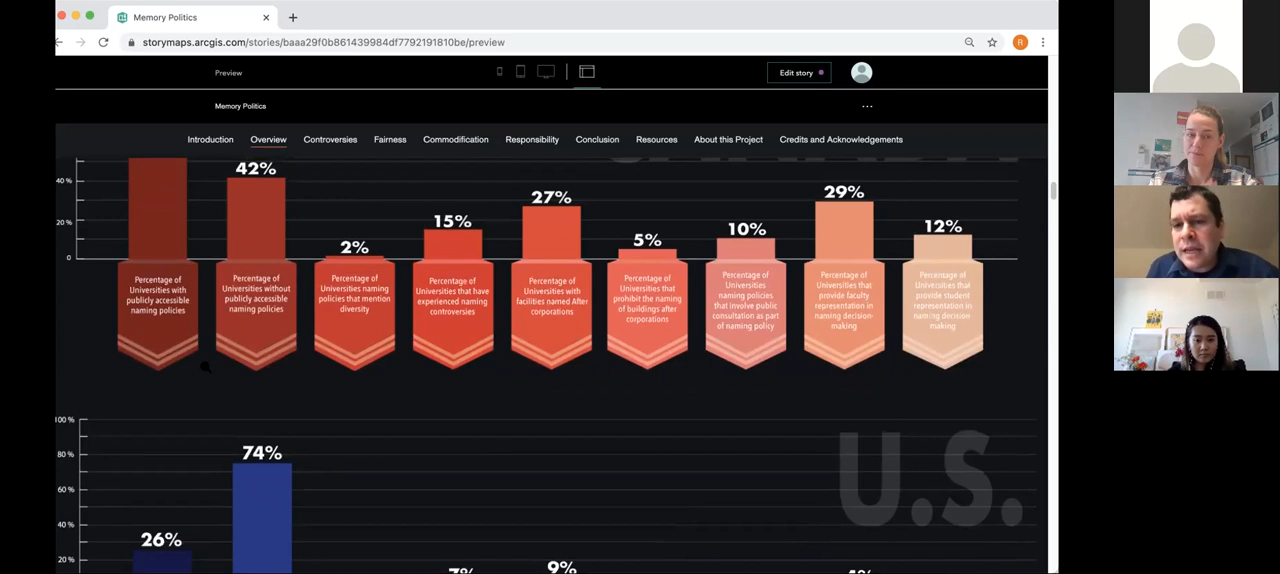 Memory Politics
storymaps.arcgis.com/stories/baaa29f0b861439984df7792191810be/preview
R
Preview
Edit story
Memory Politics
Introduction Overview Controversies Fairness Commodification Responsibility Conclusion Resources About this Project Credits and Acknowledgements
40 %
20 %
0
42%
2%
15%
27%
5%
10%
29%
12%
Percentage of
Universities with
publicly accessible
naming policies
Percentage of
Universities without
publicly accessible
naming policies
Percentage of
Universities naming
policies that mention
diversity
Percentage of
Universities that have
experienced naming
controversies
Percentage of
Universities with
facilities named After
corporations
Percentage of
Universities that
prohibit the naming
of buildings after
corporations
Percentage of
Universities
naming policies
that involve public
consultation as part
of naming policy
Percentage of
Universities that
provide faculty
representation in
naming decision-
making
Percentage of
Universities that
provide student
representation in
naming decision-
making
100 %
80 %
60 %
40 %
20 %
26%
74%
9%
U.S.